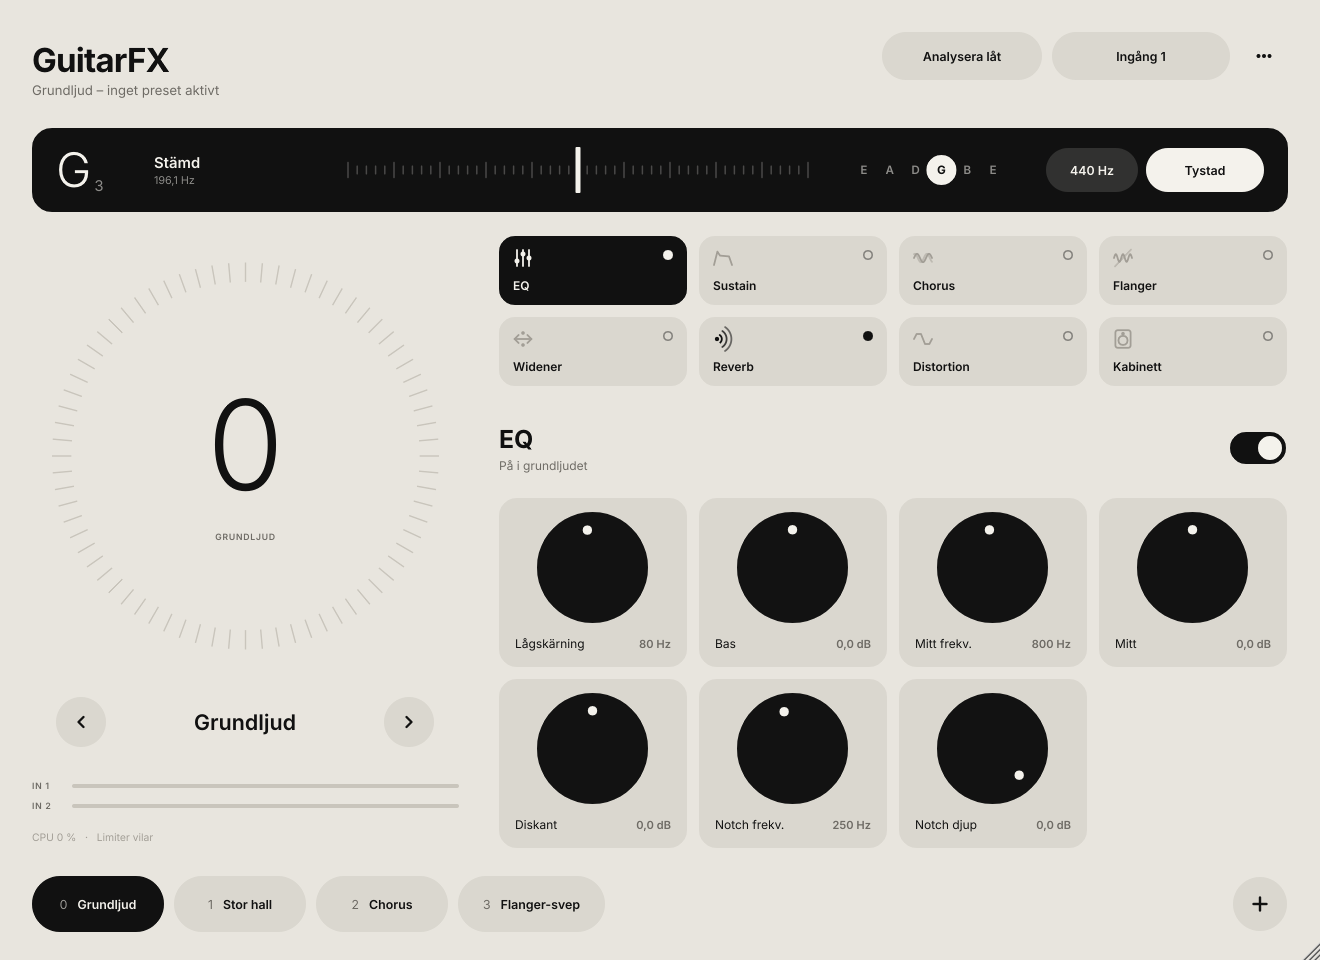 GuitarFX
Grundljud – inget preset aktivt
Analysera låt
Ingång 1
G 3
Stämd
196,1 Hz
E A D G B E
440 Hz
Tystad
EQ
Sustain
Chorus
Flanger
Widener
Reverb
Distortion
Kabinett
0
GRUNDLJUD
EQ
På i grundljudet
Lågskärning 80 Hz
Bas 0,0 dB
Mitt frekv. 800 Hz
Mitt 0,0 dB
Diskant 0,0 dB
Notch frekv. 250 Hz
Notch djup 0,0 dB
Grundljud
IN 1
IN 2
CPU 0 % · Limiter vilar
0 Grundljud
1 Stor hall
2 Chorus
3 Flanger-svep